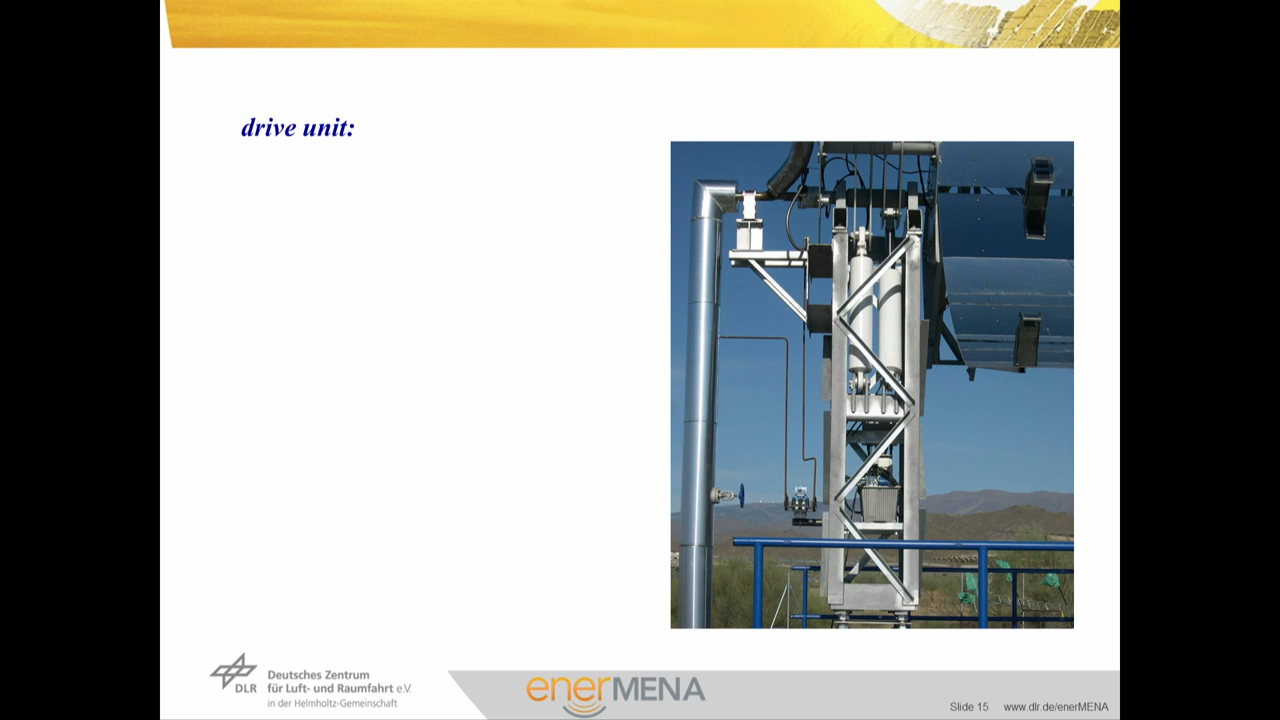 drive unit:
DLR
Deutsches Zentrum
für Luft- und Raumfahrt e.V.
in der Helmholtz-Gemeinschaft
enerMENA
Slide 15 www.dlr.de/enerMENA